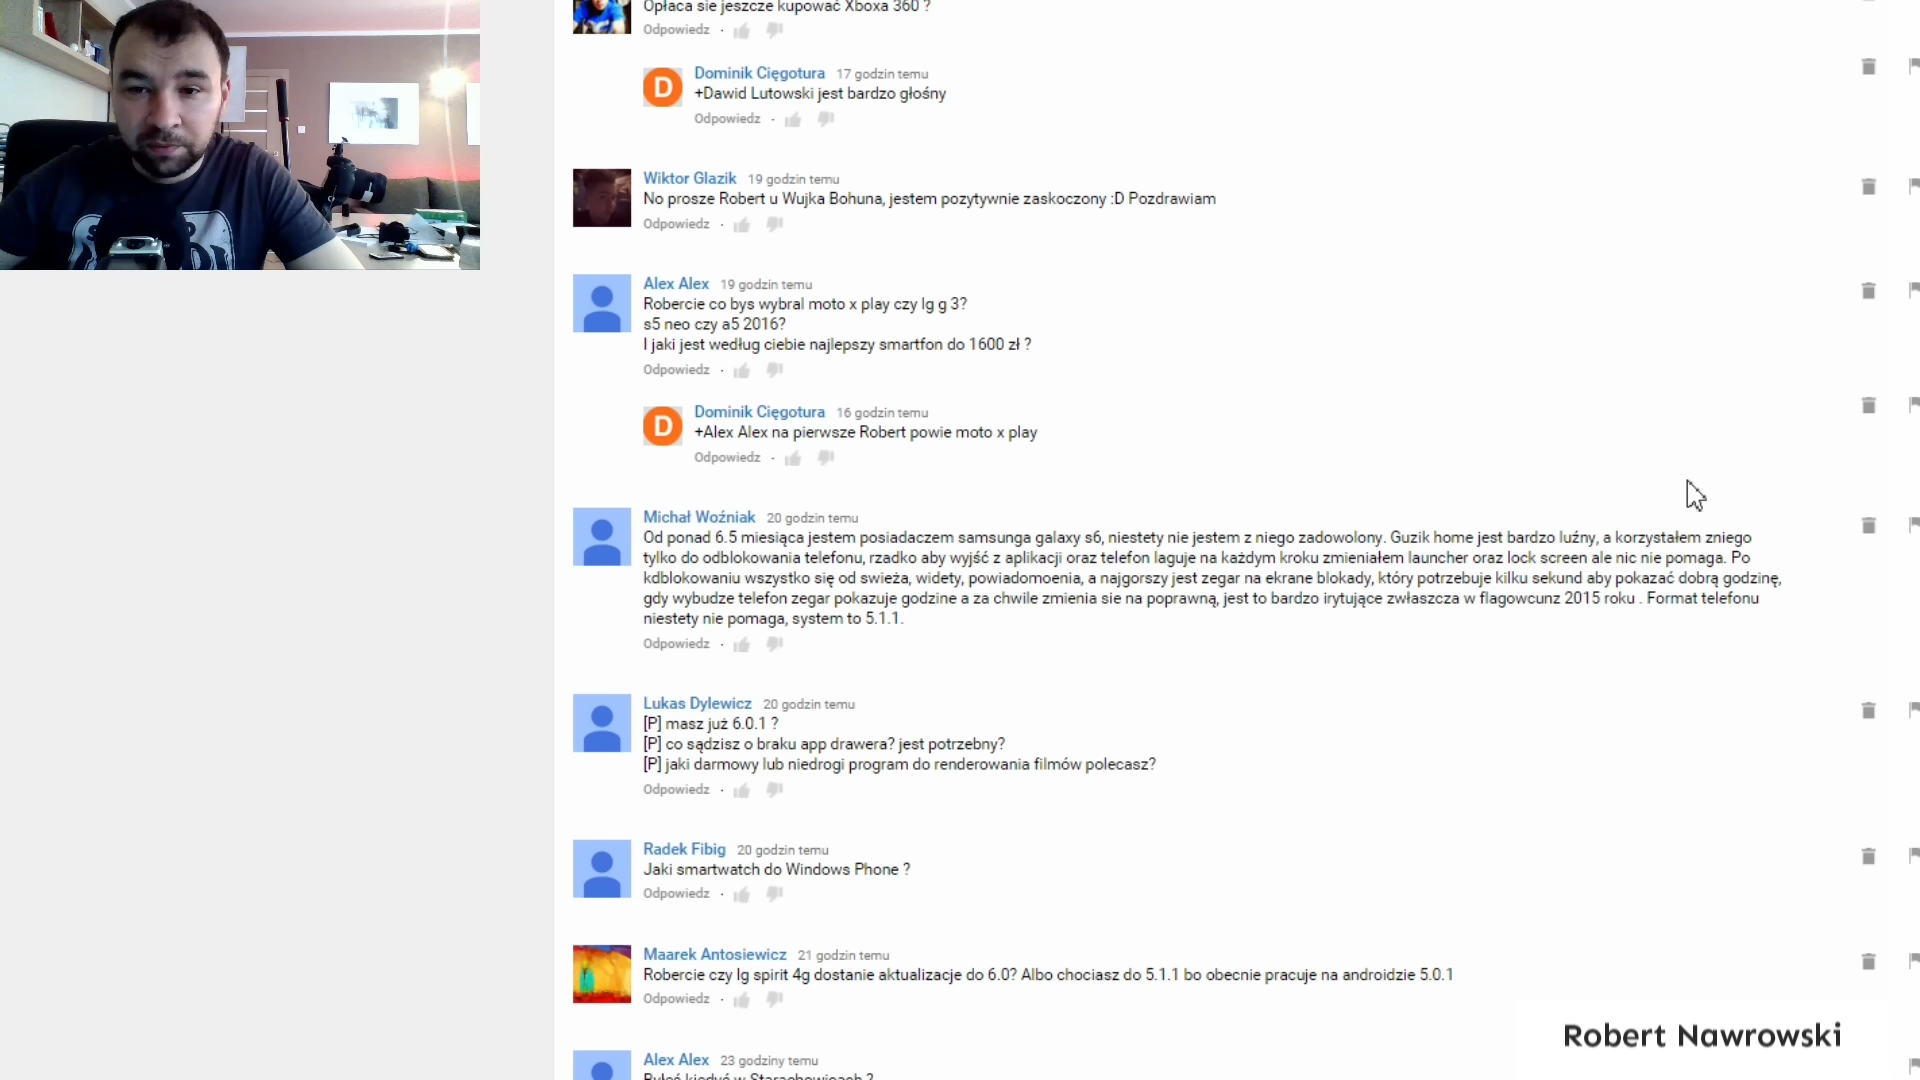 Opłaca sie jeszcze kupować Xboxa 360 ?
Odpowiedz ·
D
Dominik Cięgotura 17 godzin temu
+Dawid Lutowski jest bardzo głośny
Odpowiedz ·
Wiktor Glazik 19 godzin temu
No prosze Robert u Wujka Bohuna, jestem pozytywnie zaskoczony :D Pozdrawiam
Odpowiedz ·
Alex Alex 19 godzin temu
Robercie co bys wybral moto x play czy lg g 3?
s5 neo czy a5 2016?
I jaki jest według ciebie najlepszy smartfon do 1600 zł ?
Odpowiedz ·
D
Dominik Cięgotura 16 godzin temu
+Alex Alex na pierwsze Robert powie moto x play
Odpowiedz ·
Michał Woźniak 20 godzin temu
Od ponad 6.5 miesiąca jestem posiadaczem samsunga galaxy s6, niestety nie jestem z niego zadowolony. Guzik home jest bardzo luźny, a korzystałem zniego
tylko do odblokowania telefonu, rzadko aby wyjść z aplikacji oraz telefon laguje na każdym kroku zmieniałem launcher oraz lock screen ale nic nie pomaga. Po
kdblokowaniu wszystko się od swieża, widety, powiadomoenia, a najgorszy jest zegar na ekrane blokady, który potrzebuje kilku sekund aby pokazać dobrą godzinę,
gdy wybudze telefon zegar pokazuje godzine a za chwile zmienia sie na poprawną, jest to bardzo irytujące zwłaszcza w flagowcunz 2015 roku . Format telefonu
niestety nie pomaga, system to 5.1.1.
Odpowiedz ·
Lukas Dylewicz 20 godzin temu
[P] masz już 6.0.1 ?
[P] co sądzisz o braku app drawera? jest potrzebny?
[P] jaki darmowy lub niedrogi program do renderowania filmów polecasz?
Odpowiedz ·
Radek Fibig 20 godzin temu
Jaki smartwatch do Windows Phone ?
Odpowiedz ·
Maarek Antosiewicz 21 godzin temu
Robercie czy lg spirit 4g dostanie aktualizacje do 6.0? Albo chociasz do 5.1.1 bo obecnie pracuje na androidzie 5.0.1
Odpowiedz ·
Robert Nawrowski
Alex Alex 23 godziny temu